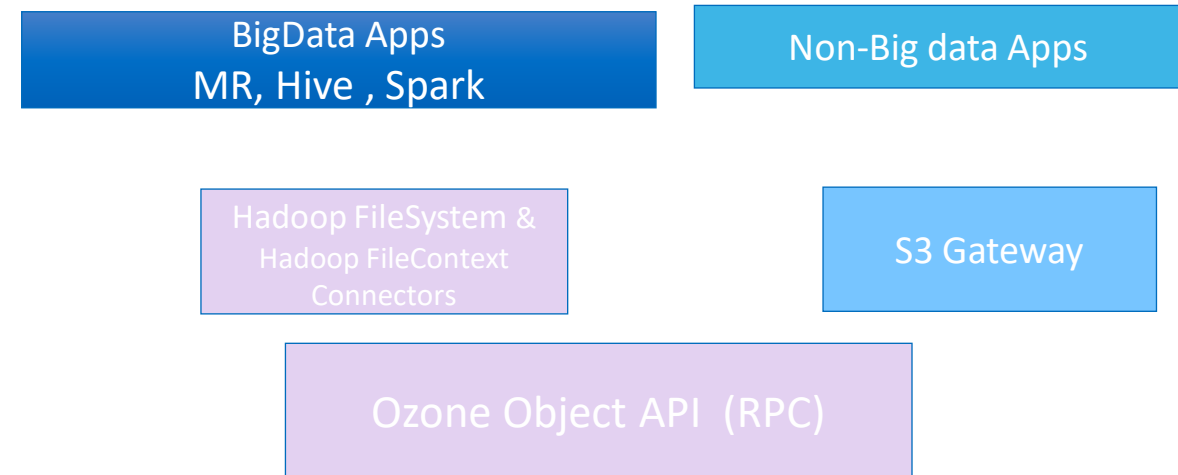 BigData Apps
MR, Hive , Spark
Non-Big data Apps
Hadoop FileSystem &
Hadoop FileContext
Connectors
S3 Gateway
Ozone Object API (RPC)